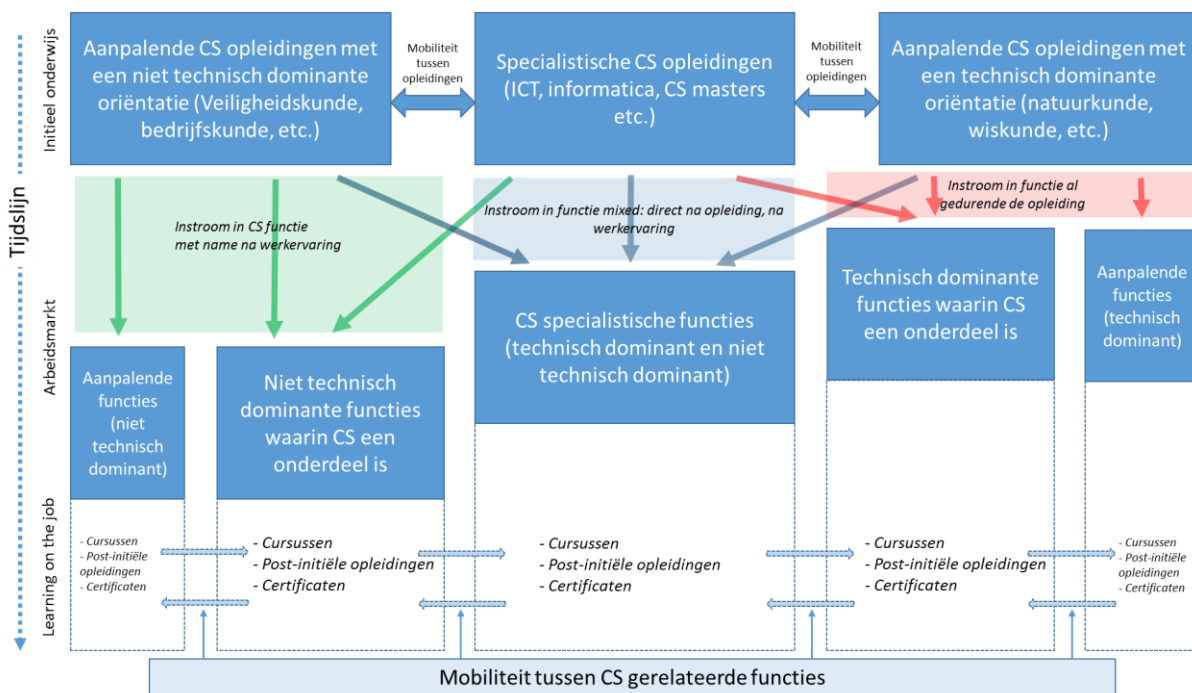 Tijdslijn
Initieel onderwijs
Arbeidsmarkt
Learning on the job
Aanpalende CS opleidingen met
een niet technisch dominante
oriëntatie (Veiligheidskunde,
bedrijfskunde, etc.)
Mobiliteit
tussen
opleidingen
Specialistische CS opleidingen
(ICT, informatica, CS masters
etc.)
Mobiliteit
tussen
opleidingen
Aanpalende CS opleidingen met
een technisch dominante
oriëntatie (natuurkunde,
wiskunde, etc.)
Instroom in CS functie
met name na werkervaring
Instroom in functie mixed: direct na opleiding, na
werkervaring
Instroom in functie al
gedurende de opleiding
Aanpalende
functies
(niet
technisch
dominant)
Niet technisch
dominante functies
waarin CS een
onderdeel is
CS specialistische functies
(technisch dominant en niet
technisch dominant)
Technisch dominante
functies waarin CS
een onderdeel is
Aanpalende
functies
(technisch
dominant)
- Cursussen
- Post-initiële
opleidingen
- Certificaten
- Cursussen
- Post-initiële opleidingen
- Certificaten
- Cursussen
- Post-initiële opleidingen
- Certificaten
- Cursussen
- Post-initiële opleidingen
- Certificaten
- Cursussen
- Post-initiële
opleidingen
- Certificaten
Mobiliteit tussen CS gerelateerde functies